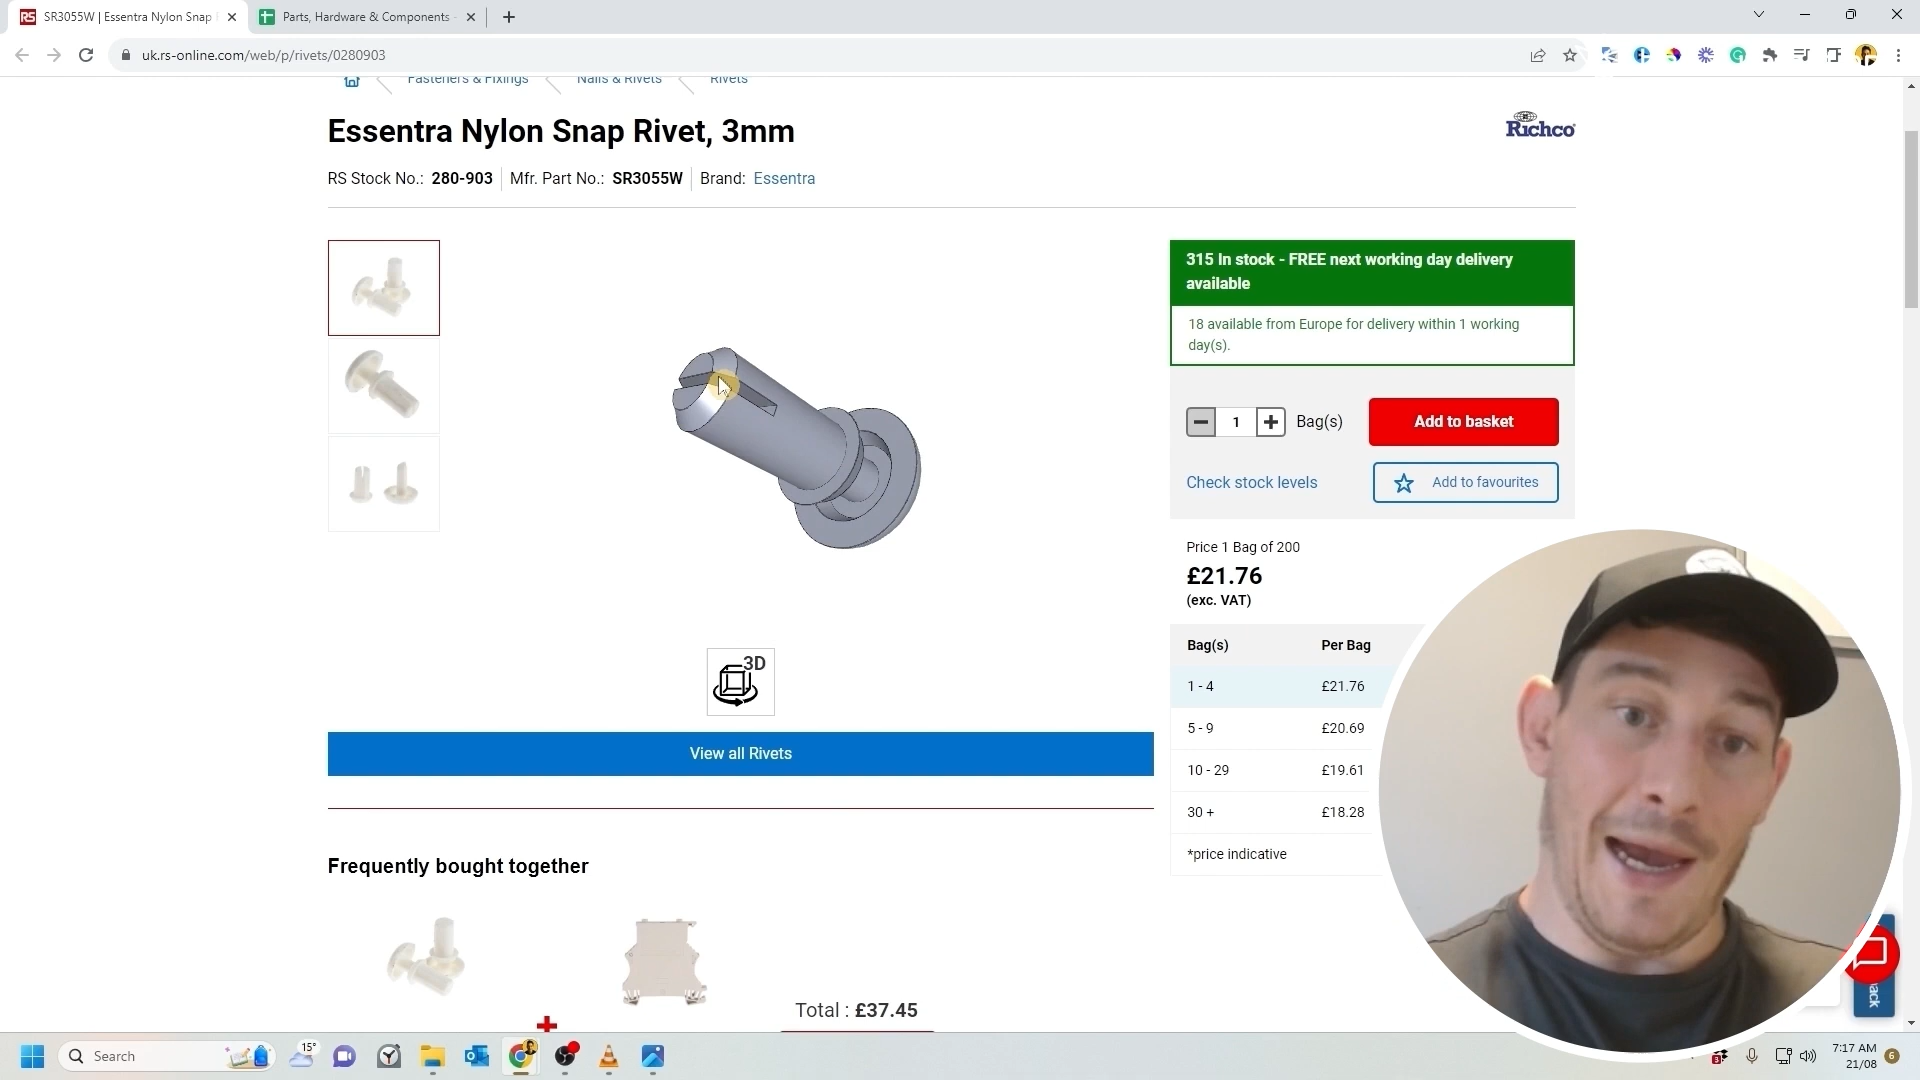 SR3055W | Essentra Nylon Snap
Parts, Hardware & Components
uk.rs-online.com/web/p/rivets/0280903
Fasteners & Fixings
Nails & Rivets
Rivets
Essentra Nylon Snap Rivet, 3mm
Richco
RS Stock No.: 280-903 Mfr. Part No.: SR3055W Brand: Essentra
315 In stock - FREE next working day delivery
available
18 available from Europe for delivery within 1 working
day(s).
1 Bag(s)
Add to basket
Check stock levels
Add to favourites
Price 1 Bag of 200
£21.76
(exc. VAT)
Bag(s) Per Bag
1 - 4 £21.76
5 - 9 £20.69
10 - 29 £19.61
30 + £18.28
*price indicative
3D
View all Rivets
Frequently bought together
Total : £37.45
Search
15°
7:17 AM
21/08
6